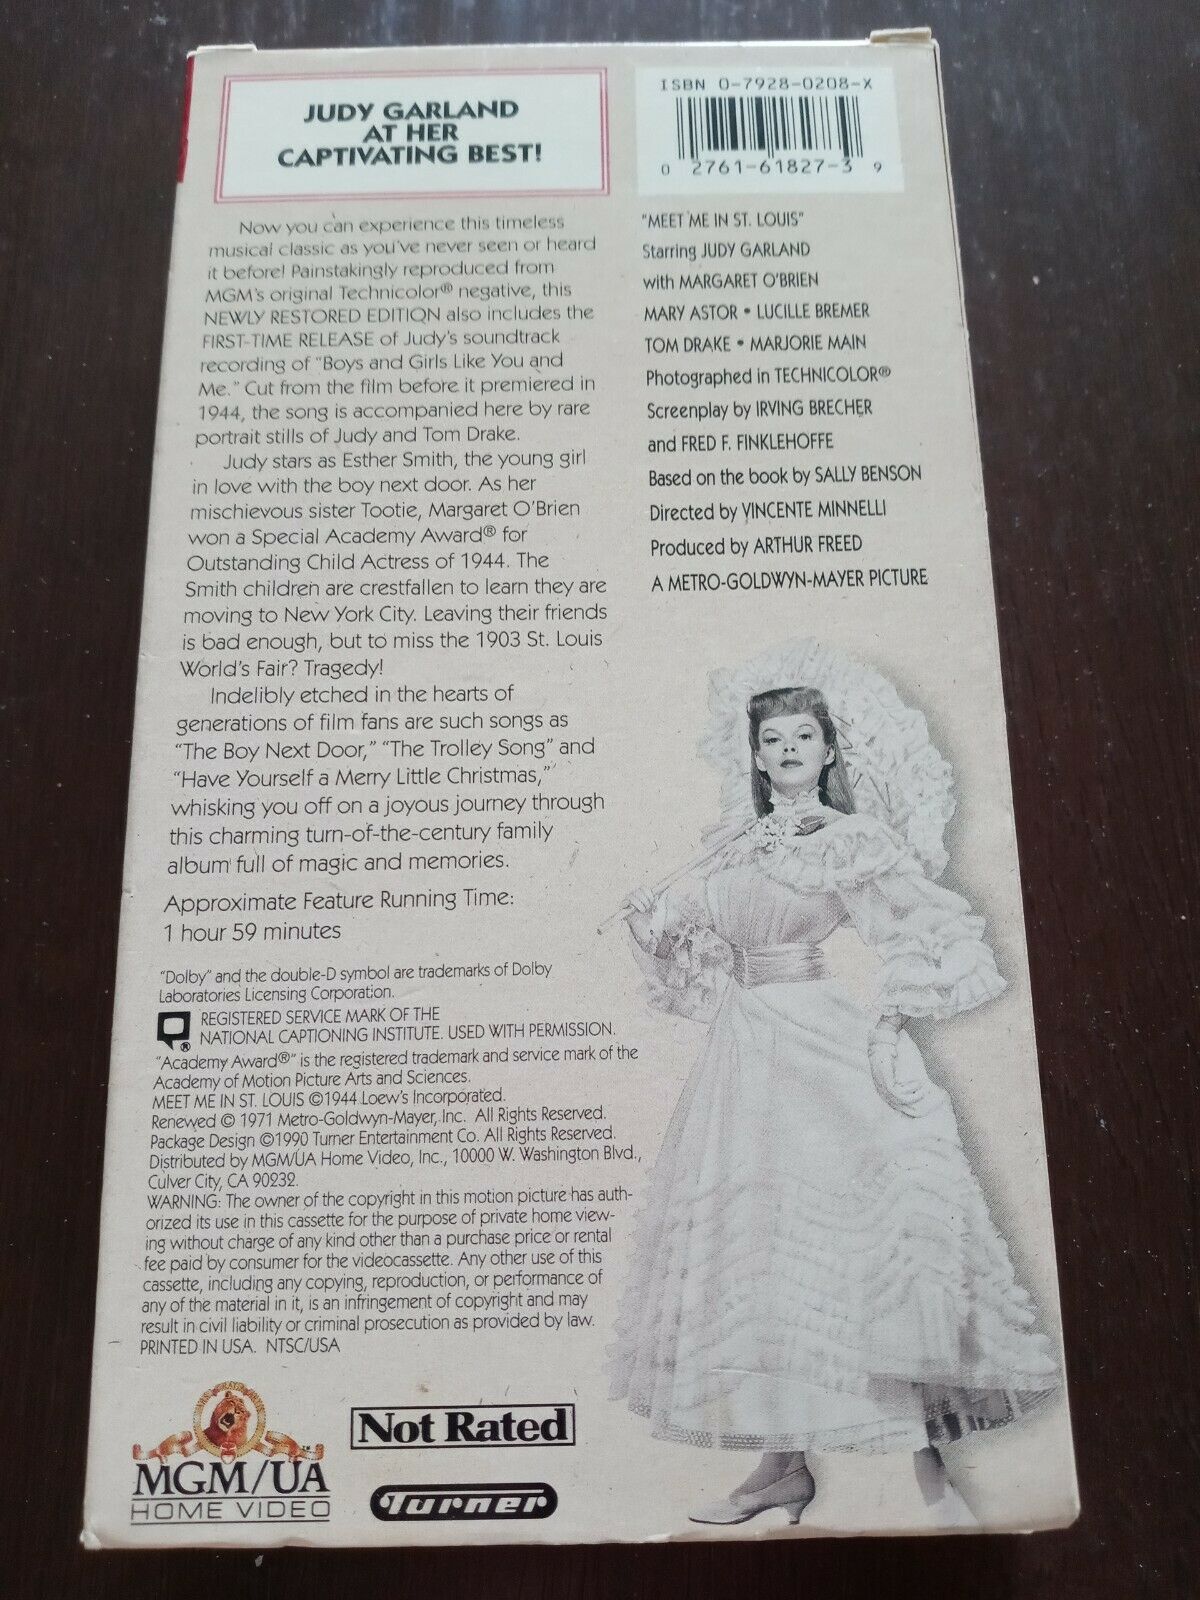 JUDY GARLAND
AT HER
CAPTIVATING BEST!
Now you can experience this timeless
musical classic as you've never seen or heard
it before! Painstakingly reproduced from
MGM's original Technicolor® negative, this
NEWLY RESTORED EDITION also includes the
FIRST-TIME RELEASE of Judy's soundtrack
recording of "Boys and Girls Like You and
Me." Cut from the film before it premiered in
1944, the song is accompanied here by rare
portrait stills of Judy and Tom Drake.
Judy stars as Esther Smith, the young girl
in love with the boy next door. As her
mischievous sister Tootie, Margaret O'Brien
won a Special Academy Award® for
Outstanding Child Actress of 1944. The
Smith children are crestfallen to learn they are
moving to New York City. Leaving their friends
is bad enough, but to miss the 1903 St. Louis
World's Fair? Tragedy!
Indelibly etched in the hearts of
generations of film fans are such songs as
"The Boy Next Door," "The Trolley Song" and
"Have Yourself a Merry Little Christmas,"
whisking you off on a joyous journey through
this charming turn-of-the-century family
album full of magic and memories.
Approximate Feature Running Time:
1 hour 59 minutes
"Dolby" and the double-D symbol are trademarks of Dolby
Laboratories Licensing Corporation.
REGISTERED SERVICE MARK OF THE
NATIONAL CAPTIONING INSTITUTE. USED WITH PERMISSION.
"Academy Award®" is the registered trademark and service mark of the
Academy of Motion Picture Arts and Sciences.
MEET ME IN ST. LOUIS ©1944 Loew's Incorporated.
Renewed © 1971 Metro-Goldwyn-Mayer, Inc. All Rights Reserved.
Package Design ©1990 Turner Entertainment Co. All Rights Reserved.
Distributed by MGM/UA Home Video, Inc., 10000 W. Washington Blvd.,
Culver City, CA 90232.
WARNING: The owner of the copyright in this motion picture has auth-
orized its use in this cassette for the purpose of private home view-
ing without charge of any kind other than a purchase price or rental
fee paid by consumer for the videocassette. Any other use of this
cassette, including any copying, reproduction, or performance of
any of the material in it, is an infringement of copyright and may
result in civil liability or criminal prosecution as provided by law.
PRINTED IN USA. NTSC/USA
MGM/UA
HOME VIDEO
Not Rated
Turner
ISBN 0-7928-0208-X
0 2761-61827-3 9
"MEET ME IN ST. LOUIS"
Starring JUDY GARLAND
with MARGARET O'BRIEN
MARY ASTOR • LUCILLE BREMER
TOM DRAKE • MARJORIE MAIN
Photographed in TECHNICOLOR®
Screenplay by IRVING BRECHER
and FRED F. FINKLEHOFFE
Based on the book by SALLY BENSON
Directed by VINCENTE MINNELLI
Produced by ARTHUR FREED
A METRO-GOLDWYN-MAYER PICTURE